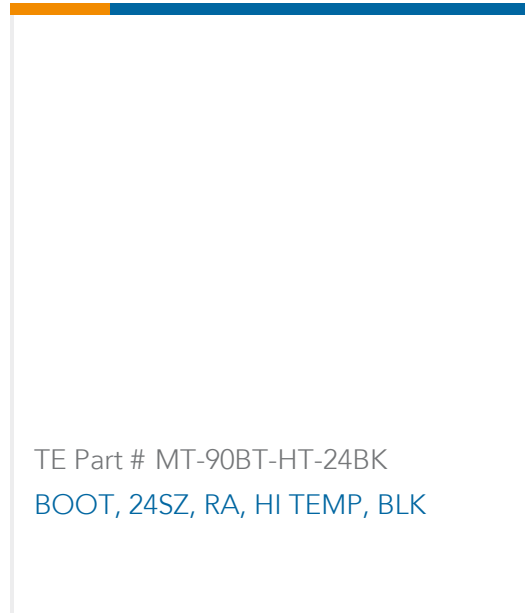 TE Part # MT-90BT-HT-24BK
BOOT, 24SZ, RA, HI TEMP, BLK